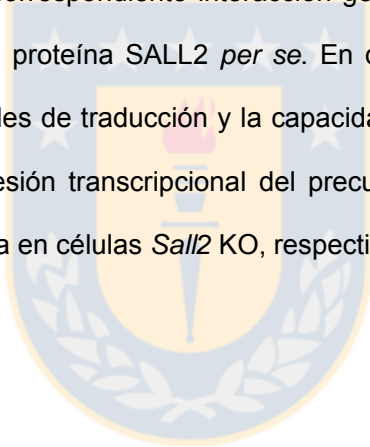 correspondiente interacción ge
proteína SALL2 per se. En
les de traducción y la capacida
esión transcripcional del precu
a en células Sall2 KO, respecti